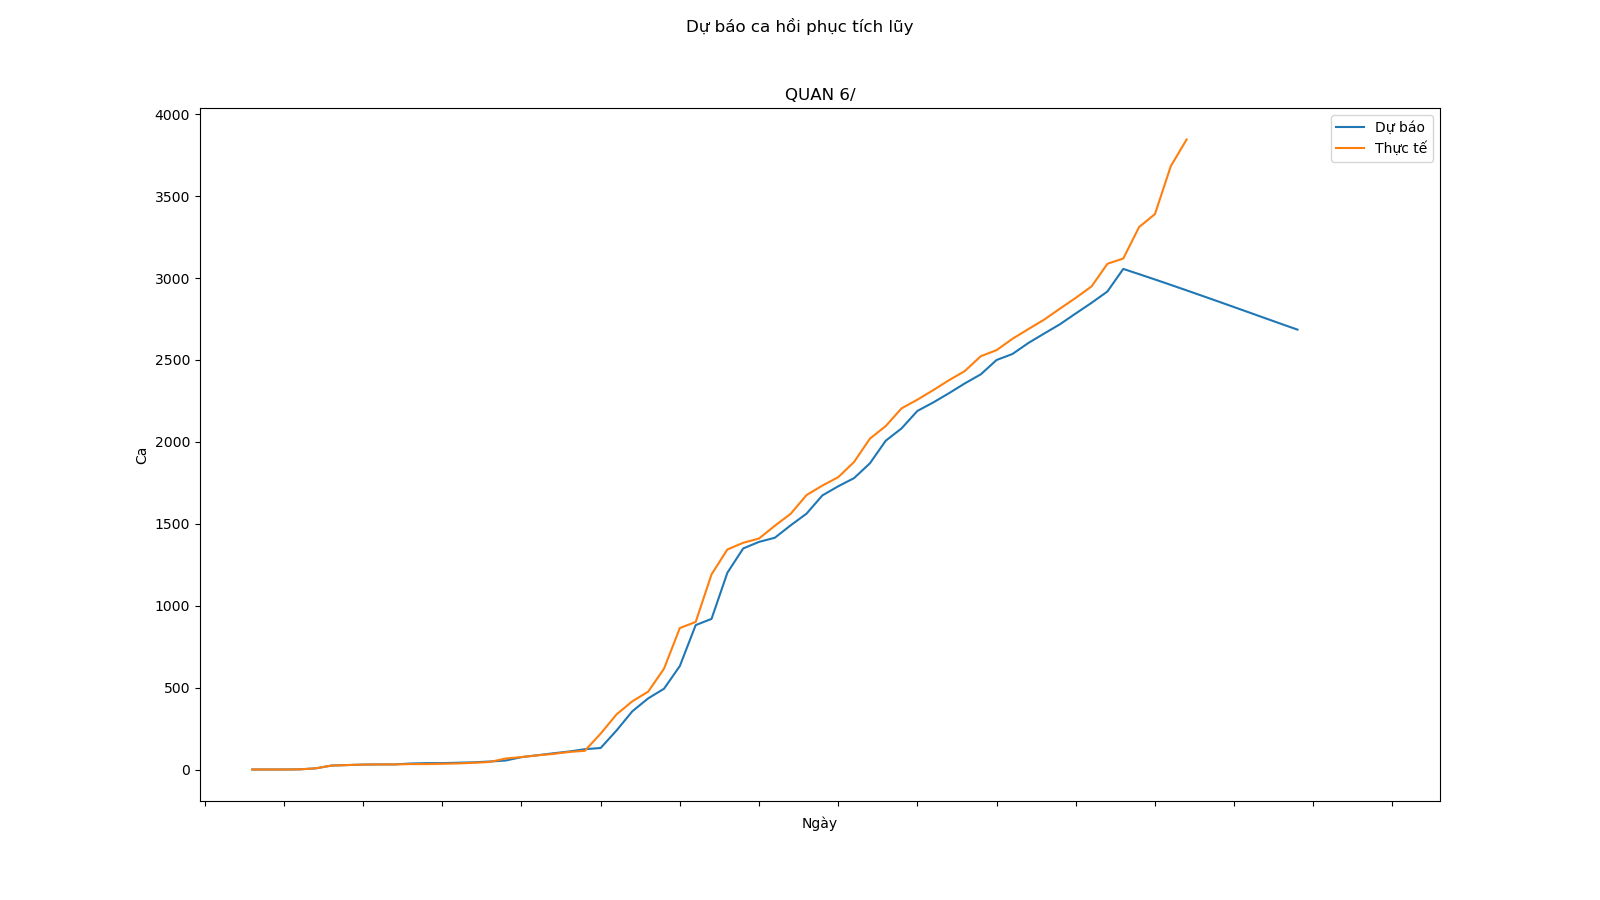 Dự báo ca hồi phục tích lũy
QUAN 6/
Dự báo
Thực tế
4000
3500
3000
2500
2000
1500
1000
500
0
Ca
Ngày